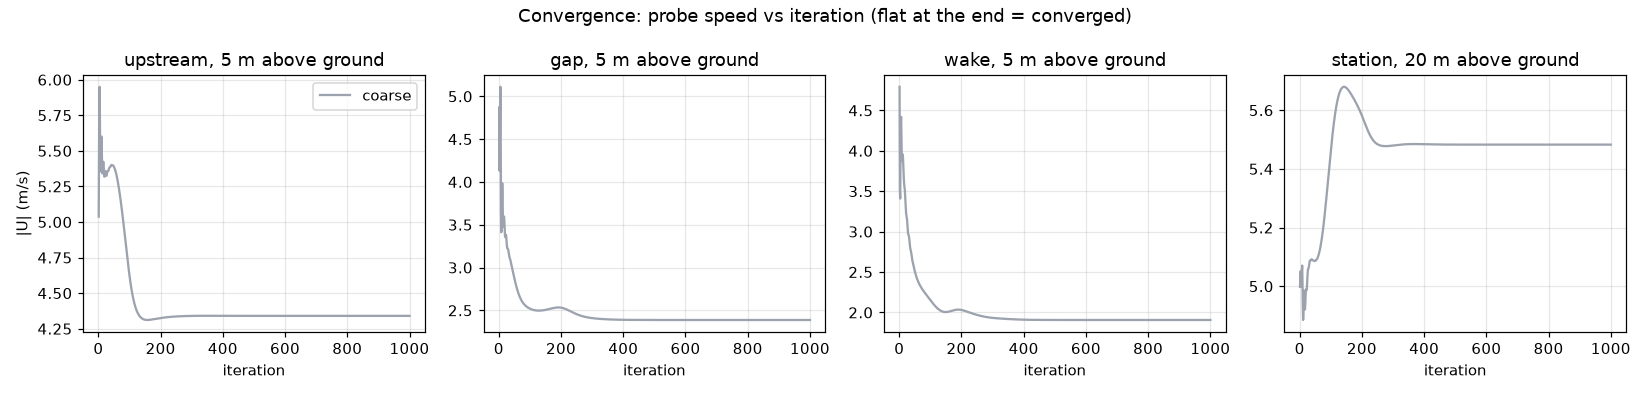 Convergence: probe speed vs iteration (flat at the end = converged)
upstream, 5 m above ground
6.00
5.75
5.50
5.25
5.00
4.75
4.50
4.25
|U| (m/s)
coarse
0 200 400 600 800 1000
iteration
gap, 5 m above ground
5.0
4.5
4.0
3.5
3.0
2.5
0 200 400 600 800 1000
iteration
wake, 5 m above ground
4.5
4.0
3.5
3.0
2.5
2.0
0 200 400 600 800 1000
iteration
station, 20 m above ground
5.6
5.4
5.2
5.0
0 200 400 600 800 1000
iteration